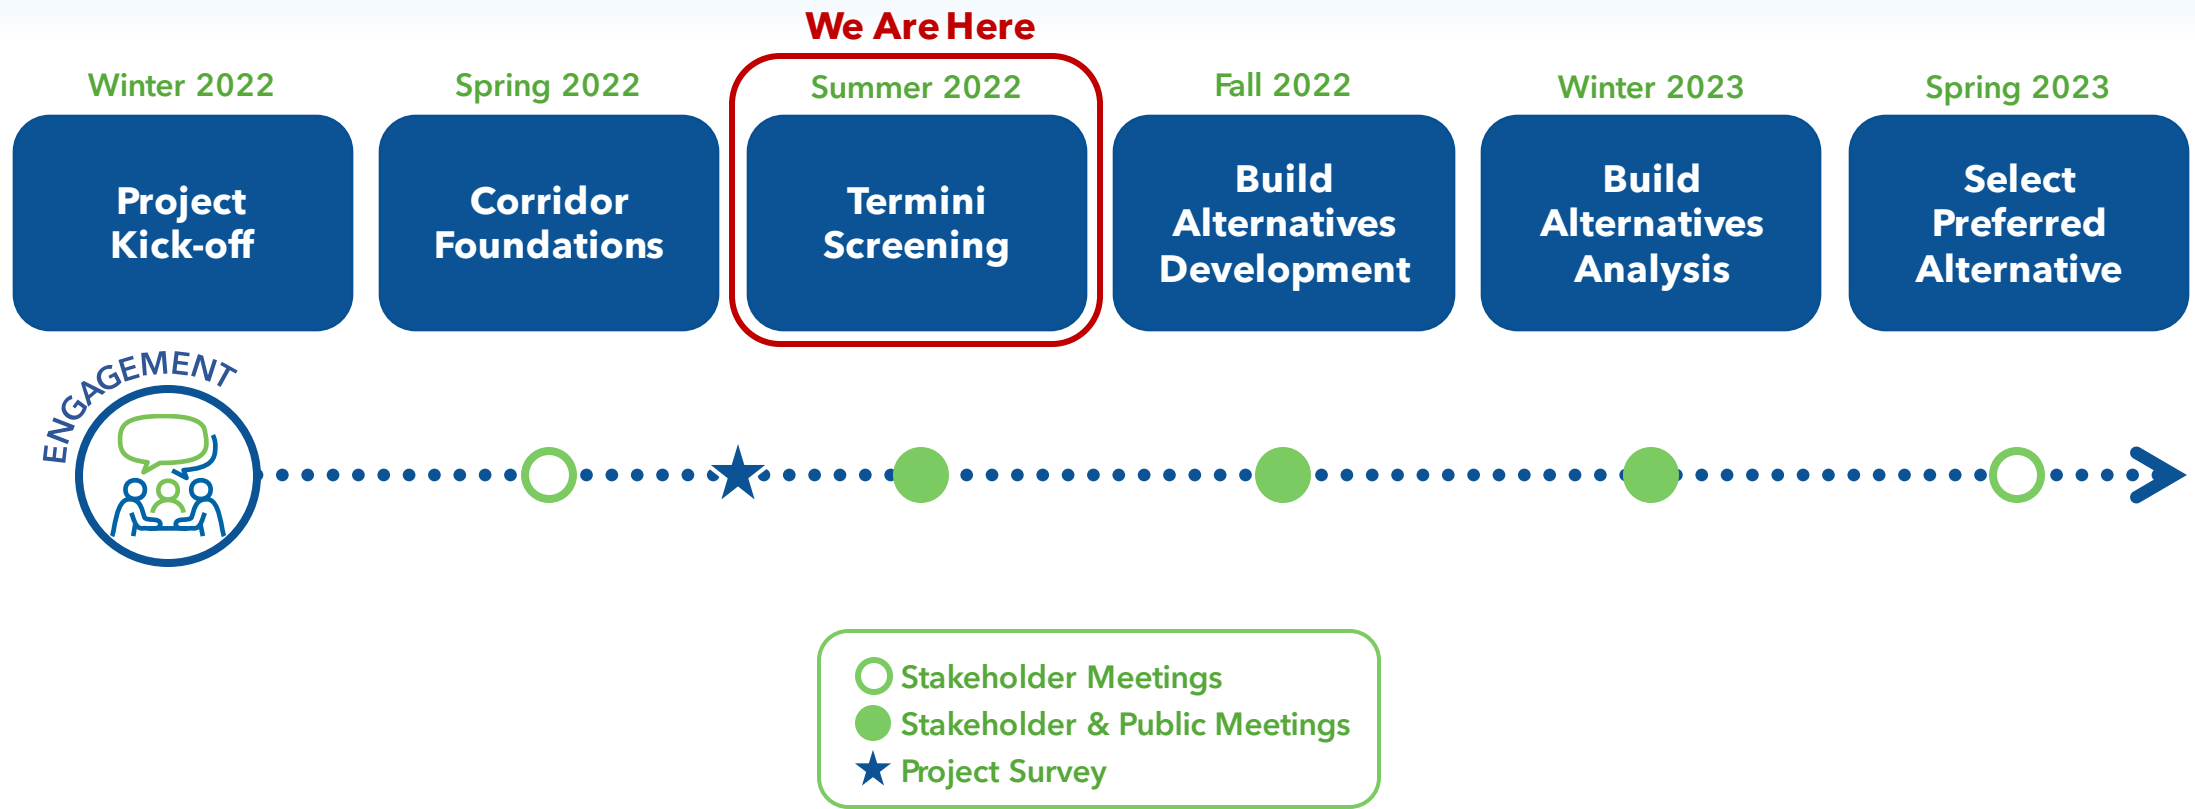 We Are Here
Winter 2022
Spring 2022
Summer 2022
Fall 2022
Winter 2023
Spring 2023
Project
Kick-off
Corridor
Foundations
Termini
Screening
Build
Alternatives
Development
Build
Alternatives
Analysis
Select
Preferred
Alternative
ENGAGEMENT
Stakeholder Meetings
Stakeholder & Public Meetings
Project Survey